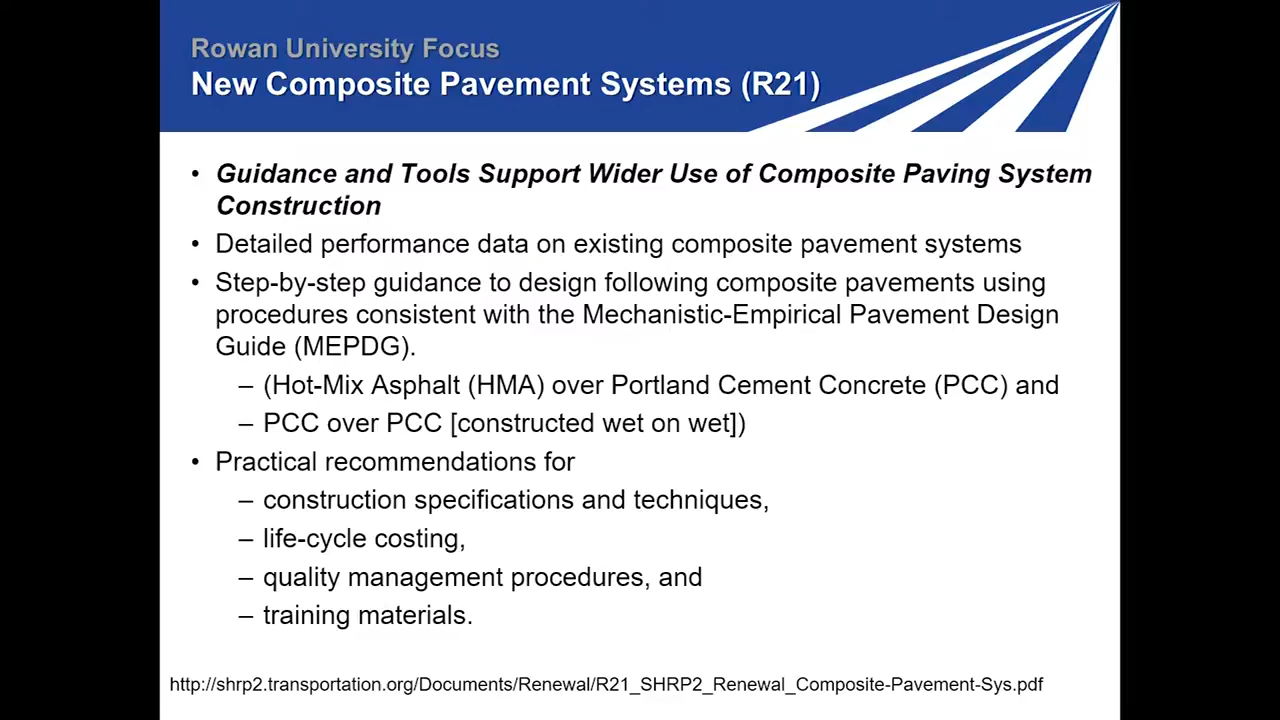 Rowan University Focus
New Composite Pavement Systems (R21)
• Guidance and Tools Support Wider Use of Composite Paving System
Construction
• Detailed performance data on existing composite pavement systems
• Step-by-step guidance to design following composite pavements using
procedures consistent with the Mechanistic-Empirical Pavement Design
Guide (MEPDG).
– (Hot-Mix Asphalt (HMA) over Portland Cement Concrete (PCC) and
– PCC over PCC [constructed wet on wet])
• Practical recommendations for
– construction specifications and techniques,
– life-cycle costing,
– quality management procedures, and
– training materials.
http://shrp2.transportation.org/Documents/Renewal/R21_SHRP2_Renewal_Composite-Pavement-Sys.pdf